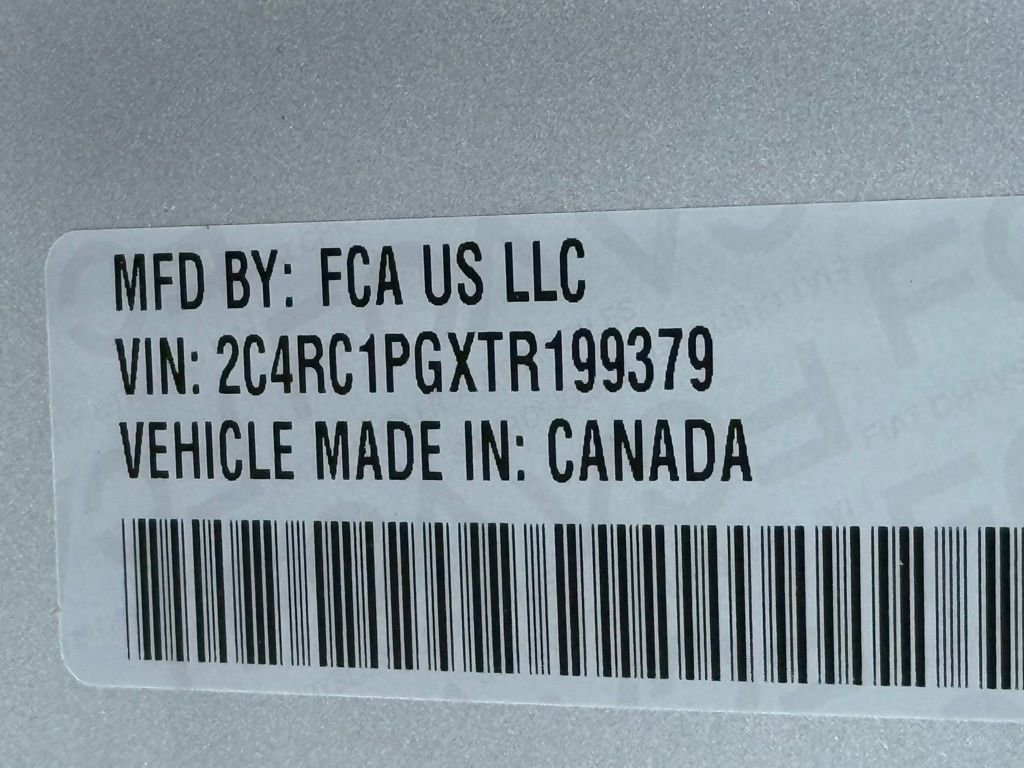 MFD BY: FCA US LLC
VIN: 2C4RC1PGXTR199379
VEHICLE MADE IN: CANADA